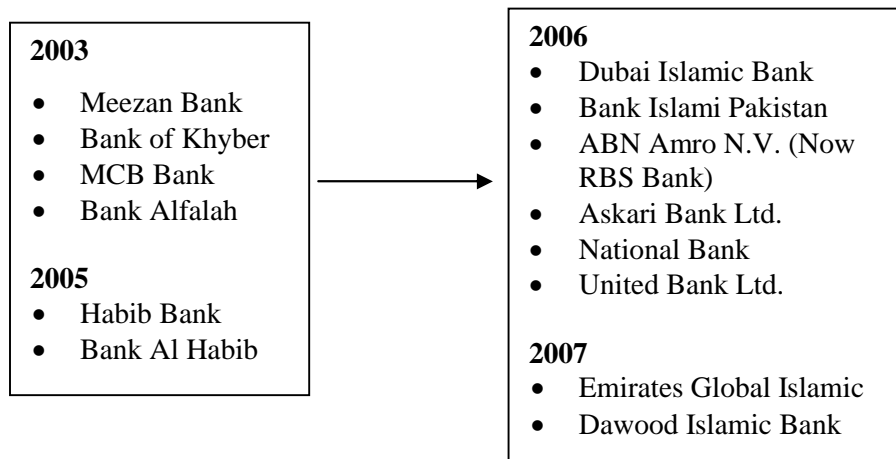 2003
• Meezan Bank
• Bank of Khyber
• MCB Bank
• Bank Alfalah
2005
• Habib Bank
• Bank Al Habib
2006
• Dubai Islamic Bank
• Bank Islami Pakistan
• ABN Amro N.V. (Now
RBS Bank)
• Askari Bank Ltd.
• National Bank
• United Bank Ltd.
2007
• Emirates Global Islamic
• Dawood Islamic Bank